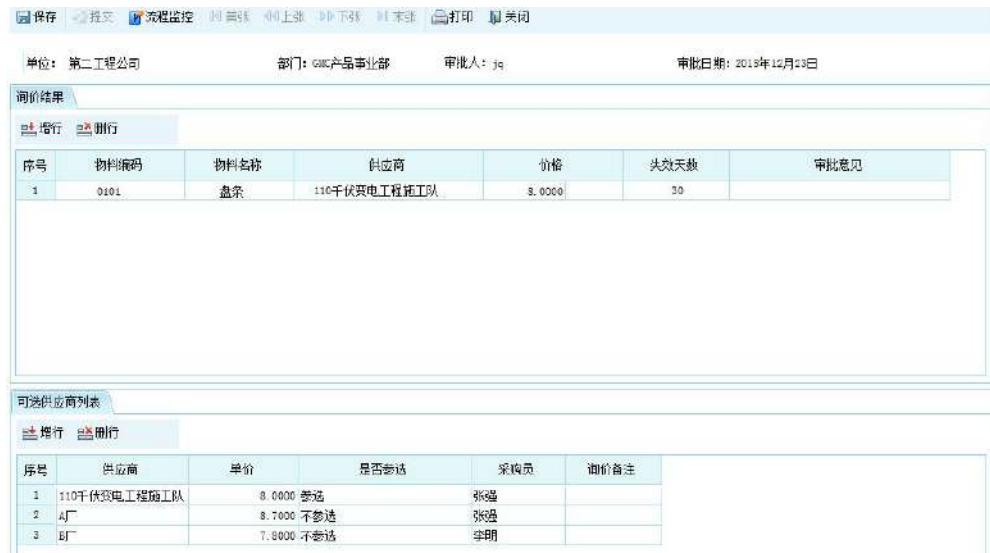 保存 提交 流程监控 首张 上张 下张 末张 打印 关闭
单位： 第二工程公司 部门：GMC产品事业部 审批人：jq 审批日期：2015年12月23日
询价结果
增行 删行
序号 物料编码 物料名称 供应商 价格 失效天数 审批意见
1 0101 盘条 110千伏变电工程施工队 8.0000 30
可选供应商列表
增行 删行
序号 供应商 单价 是否参选 采购员 询价备注
1 110千伏变电工程施工队 8.0000 参选 张强
2 A厂 8.7000 不参选 张强
3 B厂 7.8000 不参选 李明